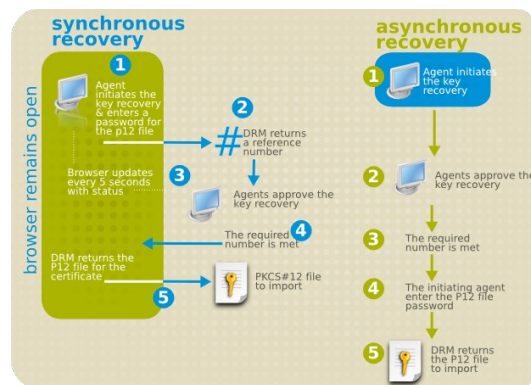 synchronous
recovery
1
Agent
initiates the
key recovery
& enters a
password for
the p12 file
2
#
DRM returns
a reference
number
Browser updates
every 5 seconds
with status
3
Agents approve the
key recovery
The required
number is met
4
DRM returns the
P12 file for the
certificate
5
PKCS#12 file
to import
browser remains open
asynchronous
recovery
1
Agent initiates
the key
recovery
2
Agents approve the
key recovery
3
The required
number is met
4
The initiating agent
enter the P12 file
password
5
DRM returns
the P12 file
to import